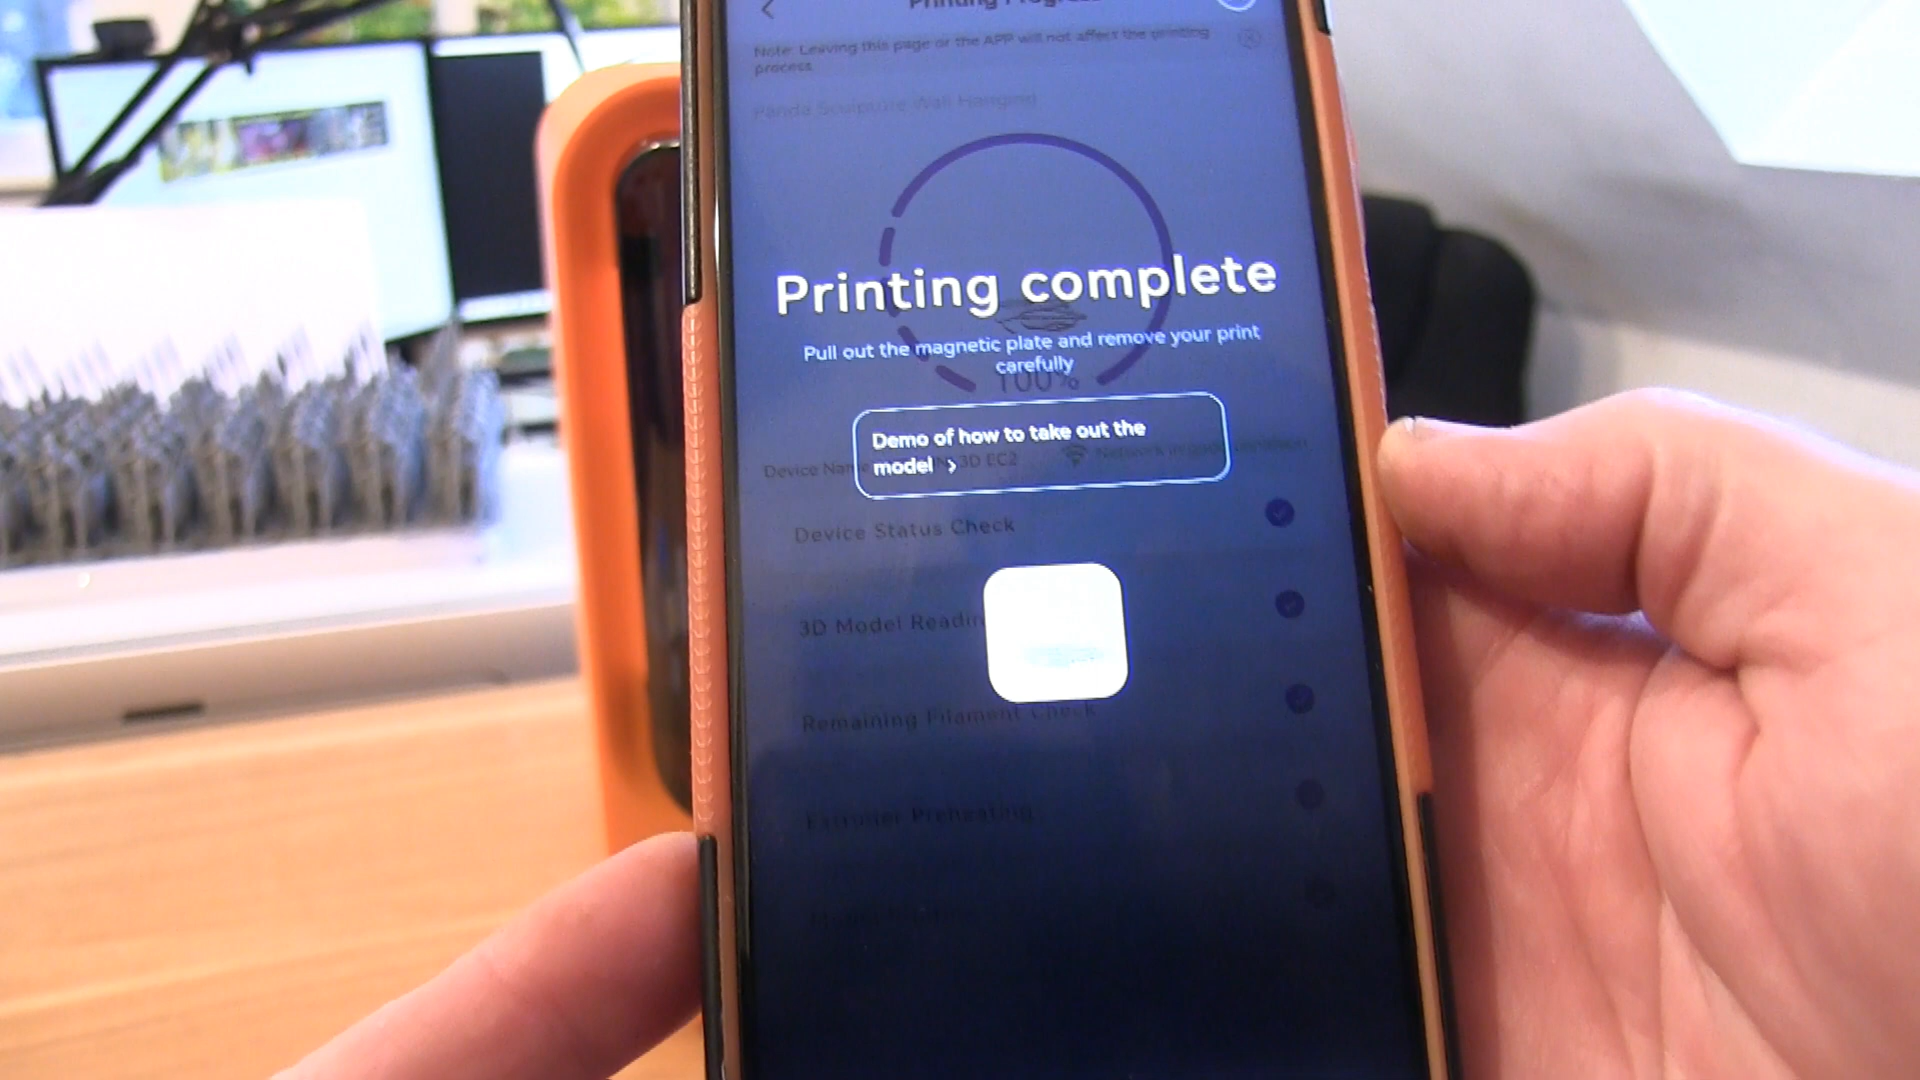 Printing Progress
Note: Leaving this page or the APP will not affect the printing
process
Panda Sculpture Wall Hanging
Printing complete
Pull out the magnetic plate and remove your print
carefully
100%
Demo of how to take out the
model >
Device 3D EC2 Network
Device Status Check
3D Model Readin
Remaining Filament Check
Extruder Preheating